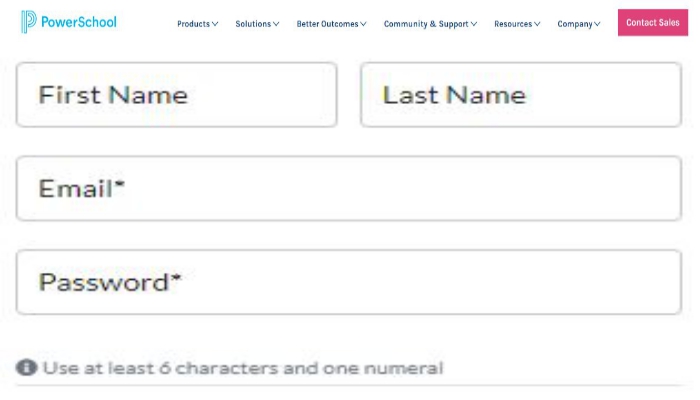 PowerSchool Products Solutions Better Outcomes Community & Support Resources Company Contact Sales
First Name Last Name
Email*
Password*
Use at least 6 characters and one numeral